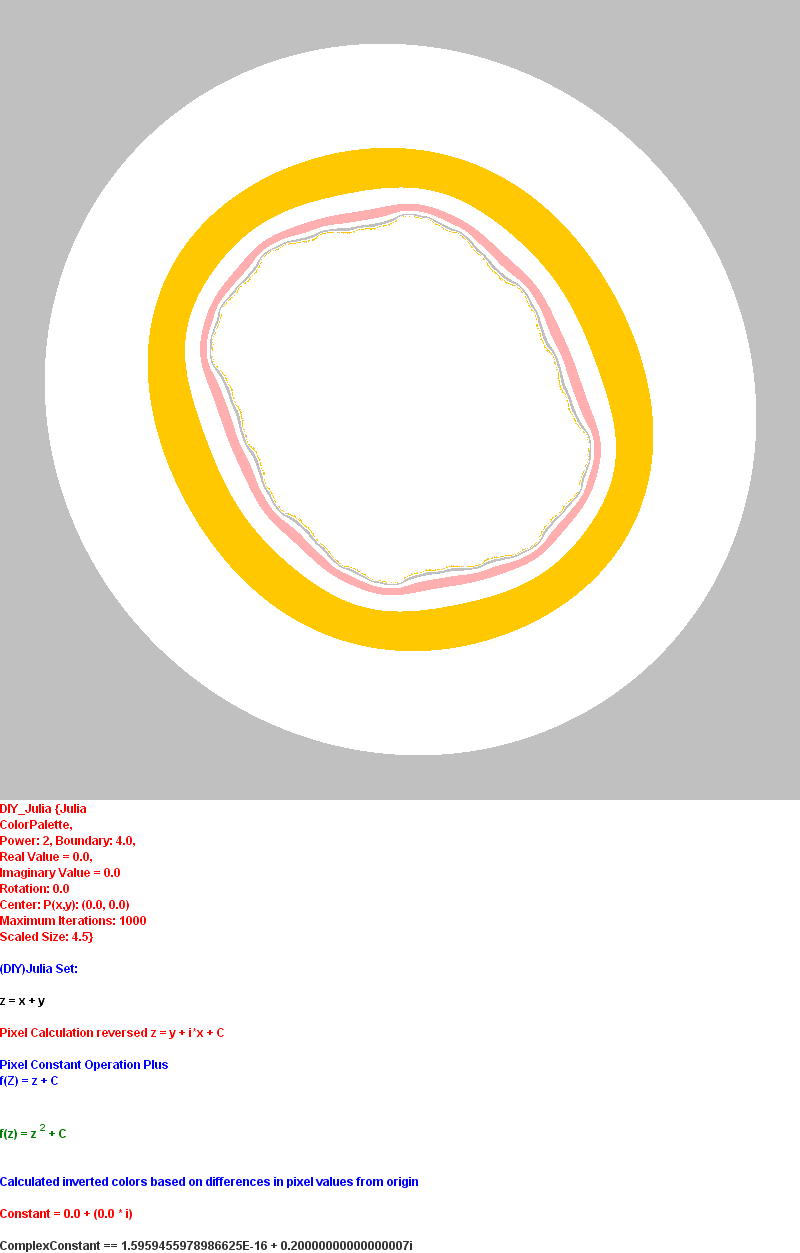 DIY_Julia {Julia
ColorPalette,
Power: 2, Boundary: 4.0,
Real Value = 0.0,
Imaginary Value = 0.0
Rotation: 0.0
Center: P(x,y): (0.0, 0.0)
Maximum Iterations: 1000
Scaled Size: 4.5}
(DIY)Julia Set:
z = x + y
Pixel Calculation reversed z = y + i*x + C
Pixel Constant Operation Plus
f(Z) = z + C
f(z) = z 2 + C
Calculated inverted colors based on differences in pixel values from origin
Constant = 0.0 + (0.0 * i)
ComplexConstant == 1.5959455978986625E-16 + 0.20000000000000007i